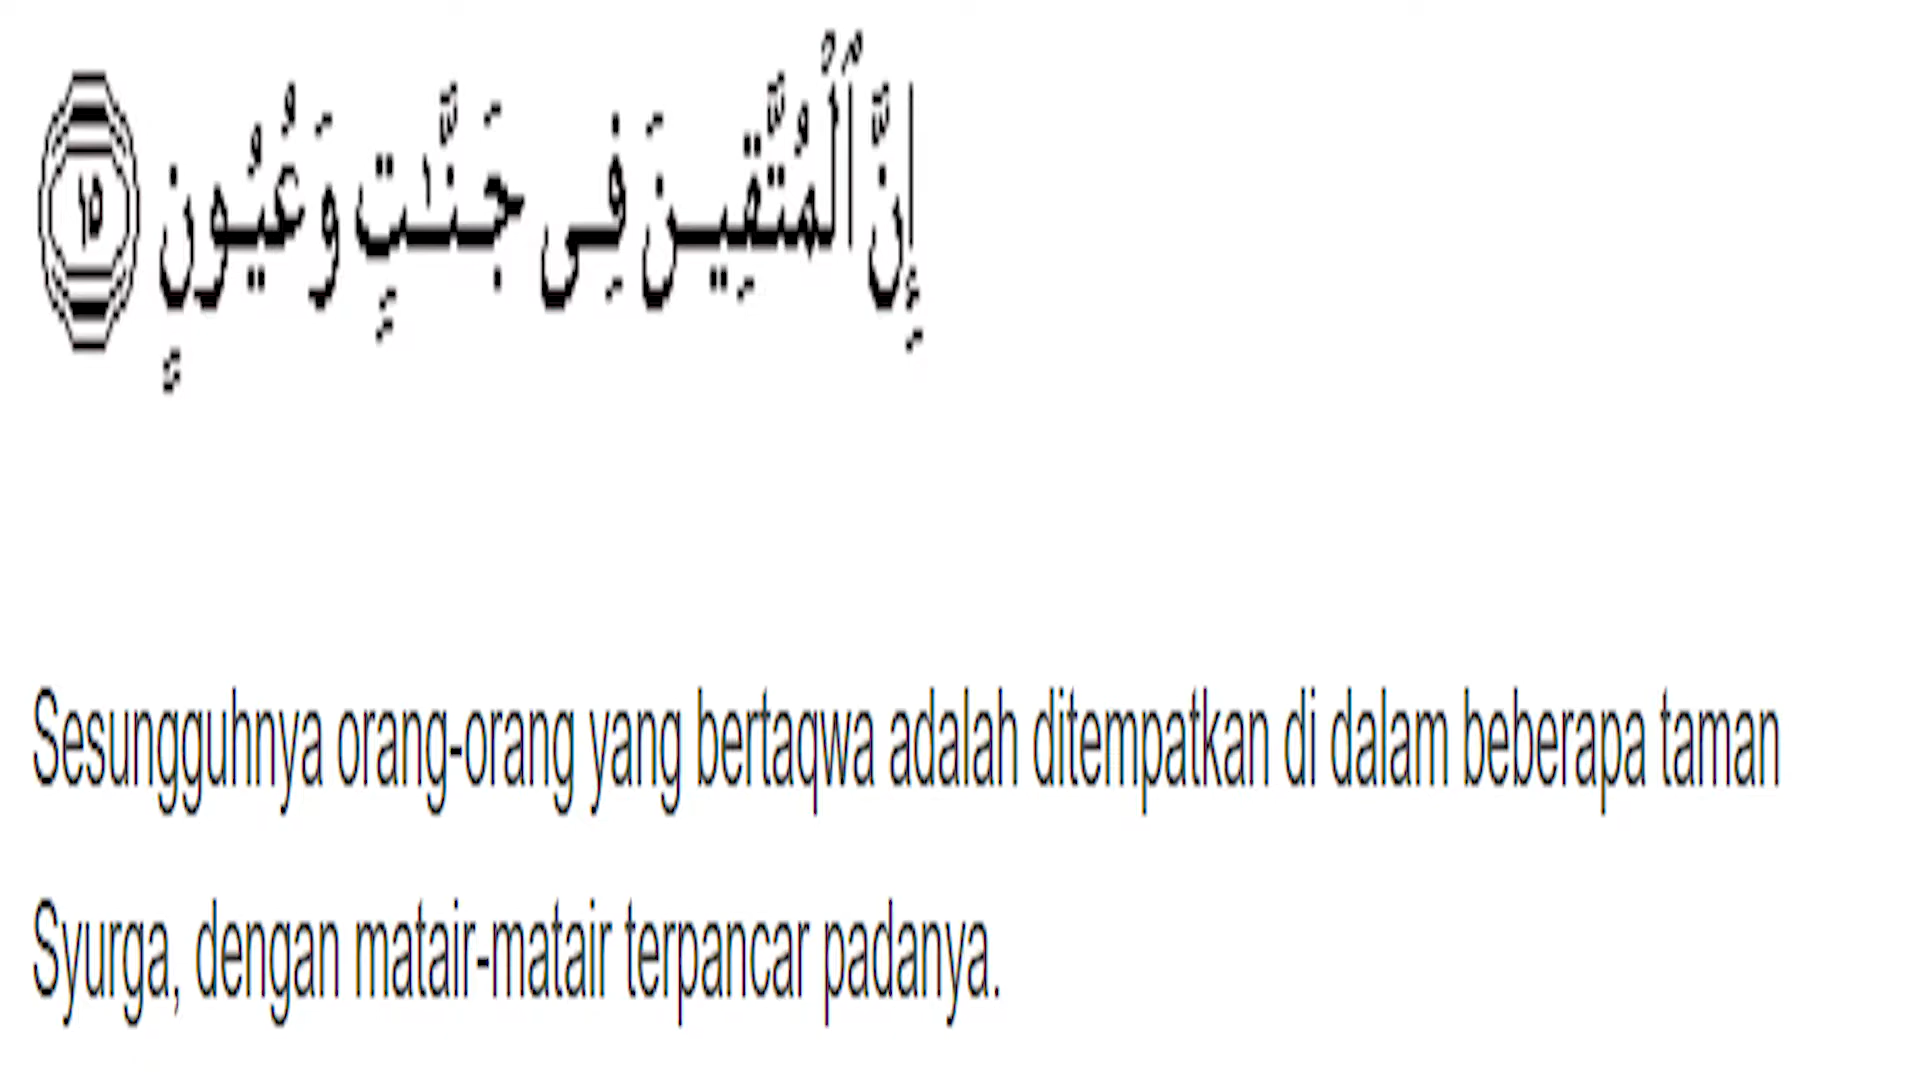 إِنَّ ٱلْمُتَّقِينَ فِى جَنَّـٰتٍ وَعُيُونٍ ١٥
Sesungguhnya orang-orang yang bertaqwa adalah ditempatkan di dalam beberapa taman
Syurga, dengan matair-matair terpancar padanya.